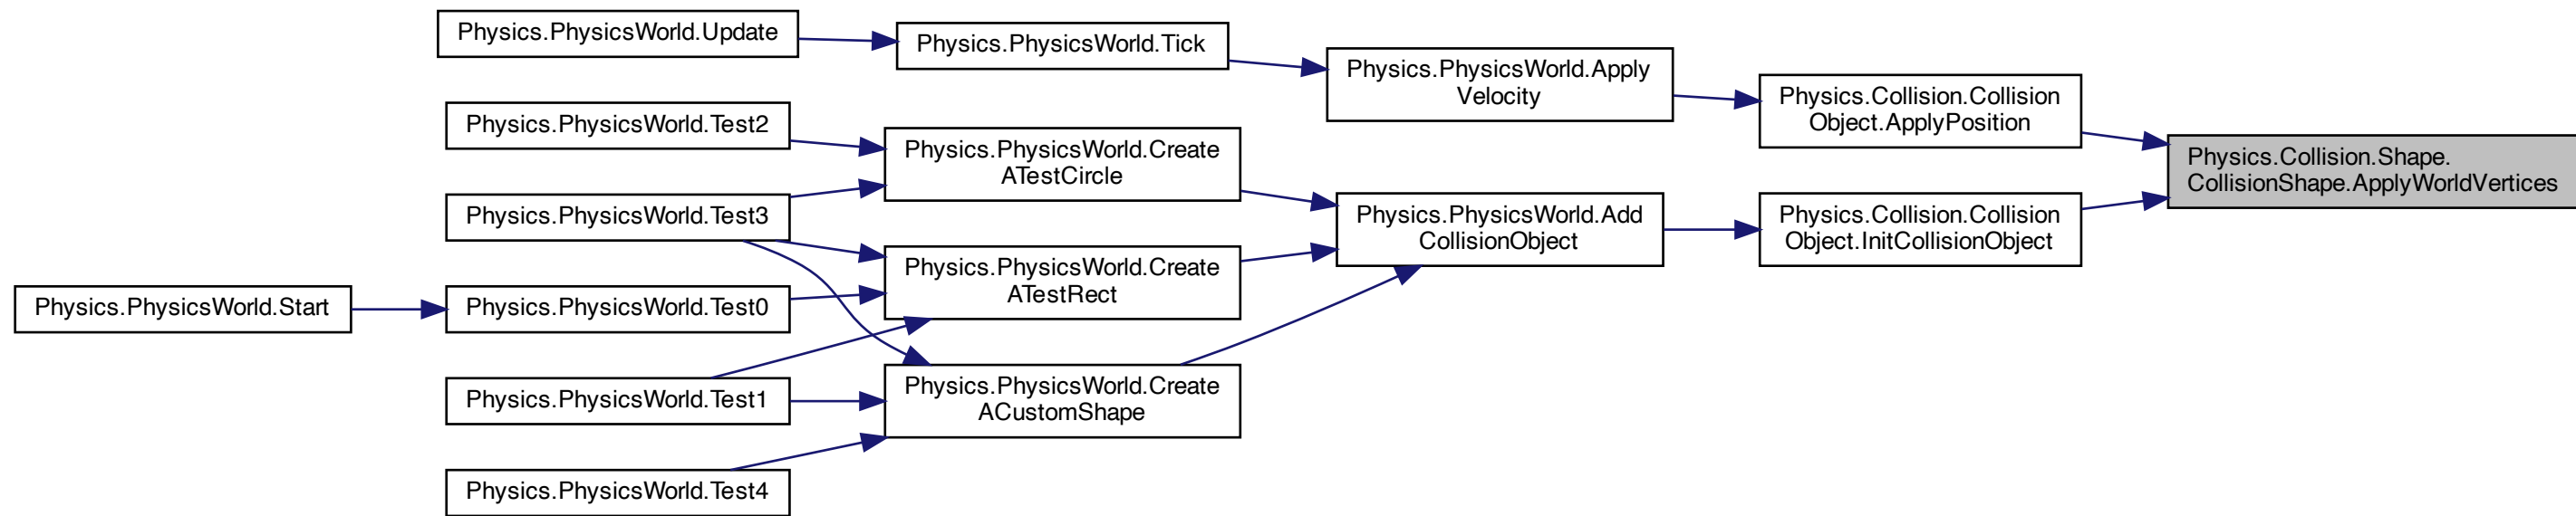 Physics.PhysicsWorld.Update
Physics.PhysicsWorld.Tick
Physics.PhysicsWorld.Apply
Velocity
Physics.Collision.Collision
Object.ApplyPosition
Physics.Collision.Shape.
CollisionShape.ApplyWorldVertices
Physics.PhysicsWorld.Test2
Physics.PhysicsWorld.Create
ATestCircle
Physics.PhysicsWorld.Test3
Physics.PhysicsWorld.Add
CollisionObject
Physics.Collision.Collision
Object.InitCollisionObject
Physics.PhysicsWorld.Create
ATestRect
Physics.PhysicsWorld.Start
Physics.PhysicsWorld.Test0
Physics.PhysicsWorld.Test1
Physics.PhysicsWorld.Create
ACustomShape
Physics.PhysicsWorld.Test4